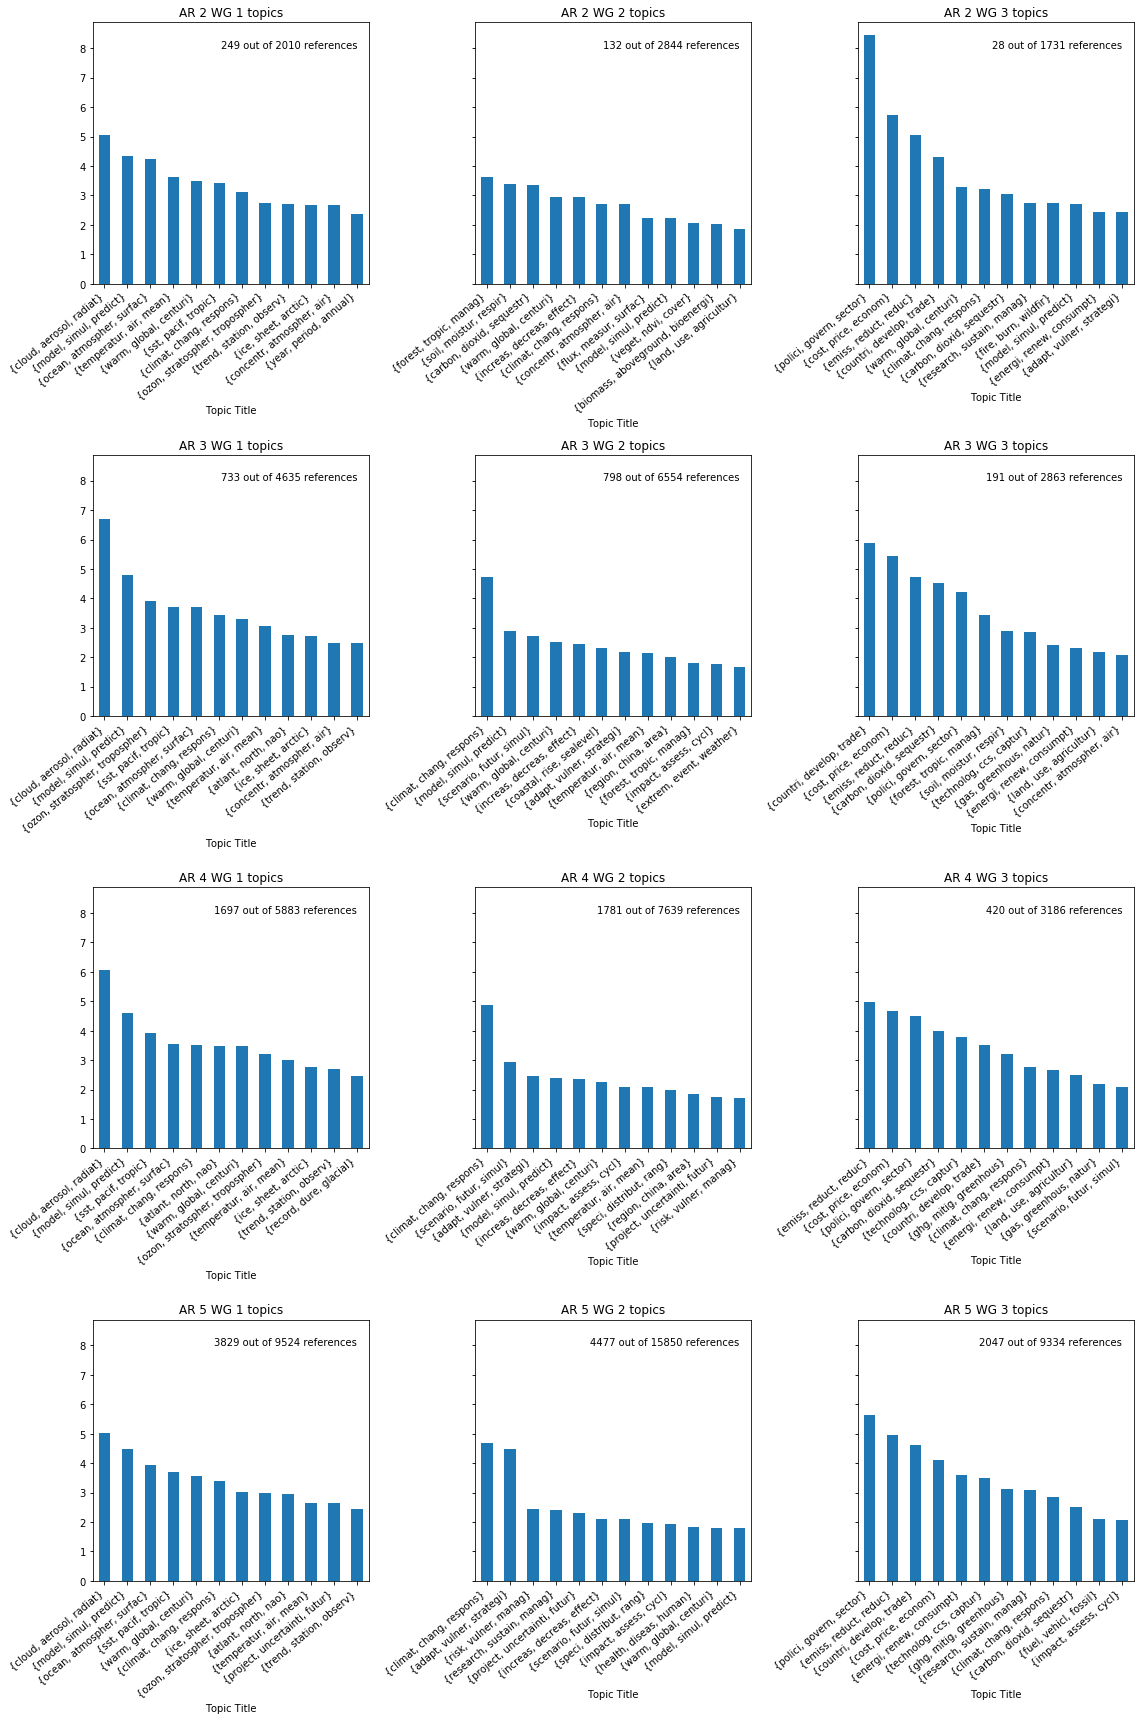 AR 2 WG 1 topics
249 out of 2010 references
8
7
6
5
4
3
2
1
0
{cloud, aerosol, radiat}
{model, simul, predict}
{ocean, atmospher, surfac}
{temperatur, air, mean}
{warm, global, centuri}
{sst, pacif, tropic}
{climat, chang, respons}
{ozon, stratospher, tropospher}
{trend, station, observ}
{ice, sheet, arctic}
{concentr, atmospher, air}
{year, period, annual}
Topic Title
AR 2 WG 2 topics
132 out of 2844 references
{forest, tropic, manag}
{soil, moistur, respir}
{carbon, dioxid, sequestr}
{warm, global, centuri}
{increas, decreas, effect}
{climat, chang, respons}
{concentr, atmospher, air}
{flux, measur, surfac}
{model, simul, predict}
{veget, ndvi, cover}
{biomass, aboveground, bioenergi}
{land, use, agricultur}
Topic Title
AR 2 WG 3 topics
28 out of 1731 references
{polici, govern, sector}
{cost, price, econom}
{emiss, reduct, reduc}
{countri, develop, trade}
{warm, global, centuri}
{climat, chang, respons}
{carbon, dioxid, sequestr}
{research, sustain, manag}
{fire, burn, wildfir}
{model, simul, predict}
{energi, renew, consumpt}
{adapt, vulner, strategi}
Topic Title
AR 3 WG 1 topics
733 out of 4635 references
8
7
6
5
4
3
2
1
0
{cloud, aerosol, radiat}
{model, simul, predict}
{ozon, stratospher, tropospher}
{sst, pacif, tropic}
{ocean, atmospher, surfac}
{climat, chang, respons}
{warm, global, centuri}
{temperatur, air, mean}
{atlant, north, nao}
{ice, sheet, arctic}
{concentr, atmospher, air}
{trend, station, observ}
Topic Title
AR 3 WG 2 topics
798 out of 6554 references
{climat, chang, respons}
{model, simul, predict}
{scenario, futur, simul}
{warm, global, centuri}
{increas, decreas, effect}
{coastal, rise, sealevel}
{adapt, vulner, strategi}
{temperatur, air, mean}
{region, china, area}
{forest, tropic, manag}
{impact, assess, cycl}
{extrem, event, weather}
Topic Title
AR 3 WG 3 topics
191 out of 2863 references
{countri, develop, trade}
{cost, price, econom}
{emiss, reduct, reduc}
{carbon, dioxid, sequestr}
{polici, govern, sector}
{forest, tropic, manag}
{soil, moistur, respir}
{technolog, ccs, captur}
{gas, greenhous, natur}
{energi, renew, consumpt}
{land, use, agricultur}
{concentr, atmospher, air}
Topic Title
AR 4 WG 1 topics
1697 out of 5883 references
8
7
6
5
4
3
2
1
0
{cloud, aerosol, radiat}
{model, simul, predict}
{sst, pacif, tropic}
{ocean, atmospher, surfac}
{climat, chang, respons}
{atlant, north, nao}
{warm, global, centuri}
{ozon, stratospher, tropospher}
{temperatur, air, mean}
{ice, sheet, arctic}
{trend, station, observ}
{record, dure, glacial}
Topic Title
AR 4 WG 2 topics
1781 out of 7639 references
{climat, chang, respons}
{scenario, futur, simul}
{adapt, vulner, strategi}
{model, simul, predict}
{increas, decreas, effect}
{warm, global, centuri}
{impact, assess, cycl}
{temperatur, air, mean}
{speci, distribut, rang}
{region, china, area}
{project, uncertainti, futur}
{risk, vulner, manag}
Topic Title
AR 4 WG 3 topics
420 out of 3186 references
{emiss, reduct, reduc}
{cost, price, econom}
{polici, govern, sector}
{carbon, dioxid, sequestr}
{technolog, ccs, captur}
{countri, develop, trade}
{ghg, mitig, greenhous}
{climat, chang, respons}
{energi, renew, consumpt}
{land, use, agricultur}
{gas, greenhous, natur}
{scenario, futur, simul}
Topic Title
AR 5 WG 1 topics
3829 out of 9524 references
8
7
6
5
4
3
2
1
0
{cloud, aerosol, radiat}
{model, simul, predict}
{ocean, atmospher, surfac}
{sst, pacif, tropic}
{warm, global, centuri}
{climat, chang, respons}
{ice, sheet, arctic}
{ozon, stratospher, tropospher}
{atlant, north, nao}
{temperatur, air, mean}
{project, uncertainti, futur}
{trend, station, observ}
Topic Title
AR 5 WG 2 topics
4477 out of 15850 references
{climat, chang, respons}
{adapt, vulner, strategi}
{risk, vulner, manag}
{research, sustain, manag}
{project, uncertainti, futur}
{increas, decreas, effect}
{scenario, futur, simul}
{speci, distribut, rang}
{impact, assess, cycl}
{health, diseas, human}
{warm, global, centuri}
{model, simul, predict}
Topic Title
AR 5 WG 3 topics
2047 out of 9334 references
{polici, govern, sector}
{emiss, reduct, reduc}
{countri, develop, trade}
{cost, price, econom}
{energi, renew, consumpt}
{technolog, ccs, captur}
{ghg, mitig, greenhous}
{research, sustain, manag}
{climat, chang, respons}
{carbon, dioxid, sequestr}
{fuel, vehicl, fossil}
{impact, assess, cycl}
Topic Title